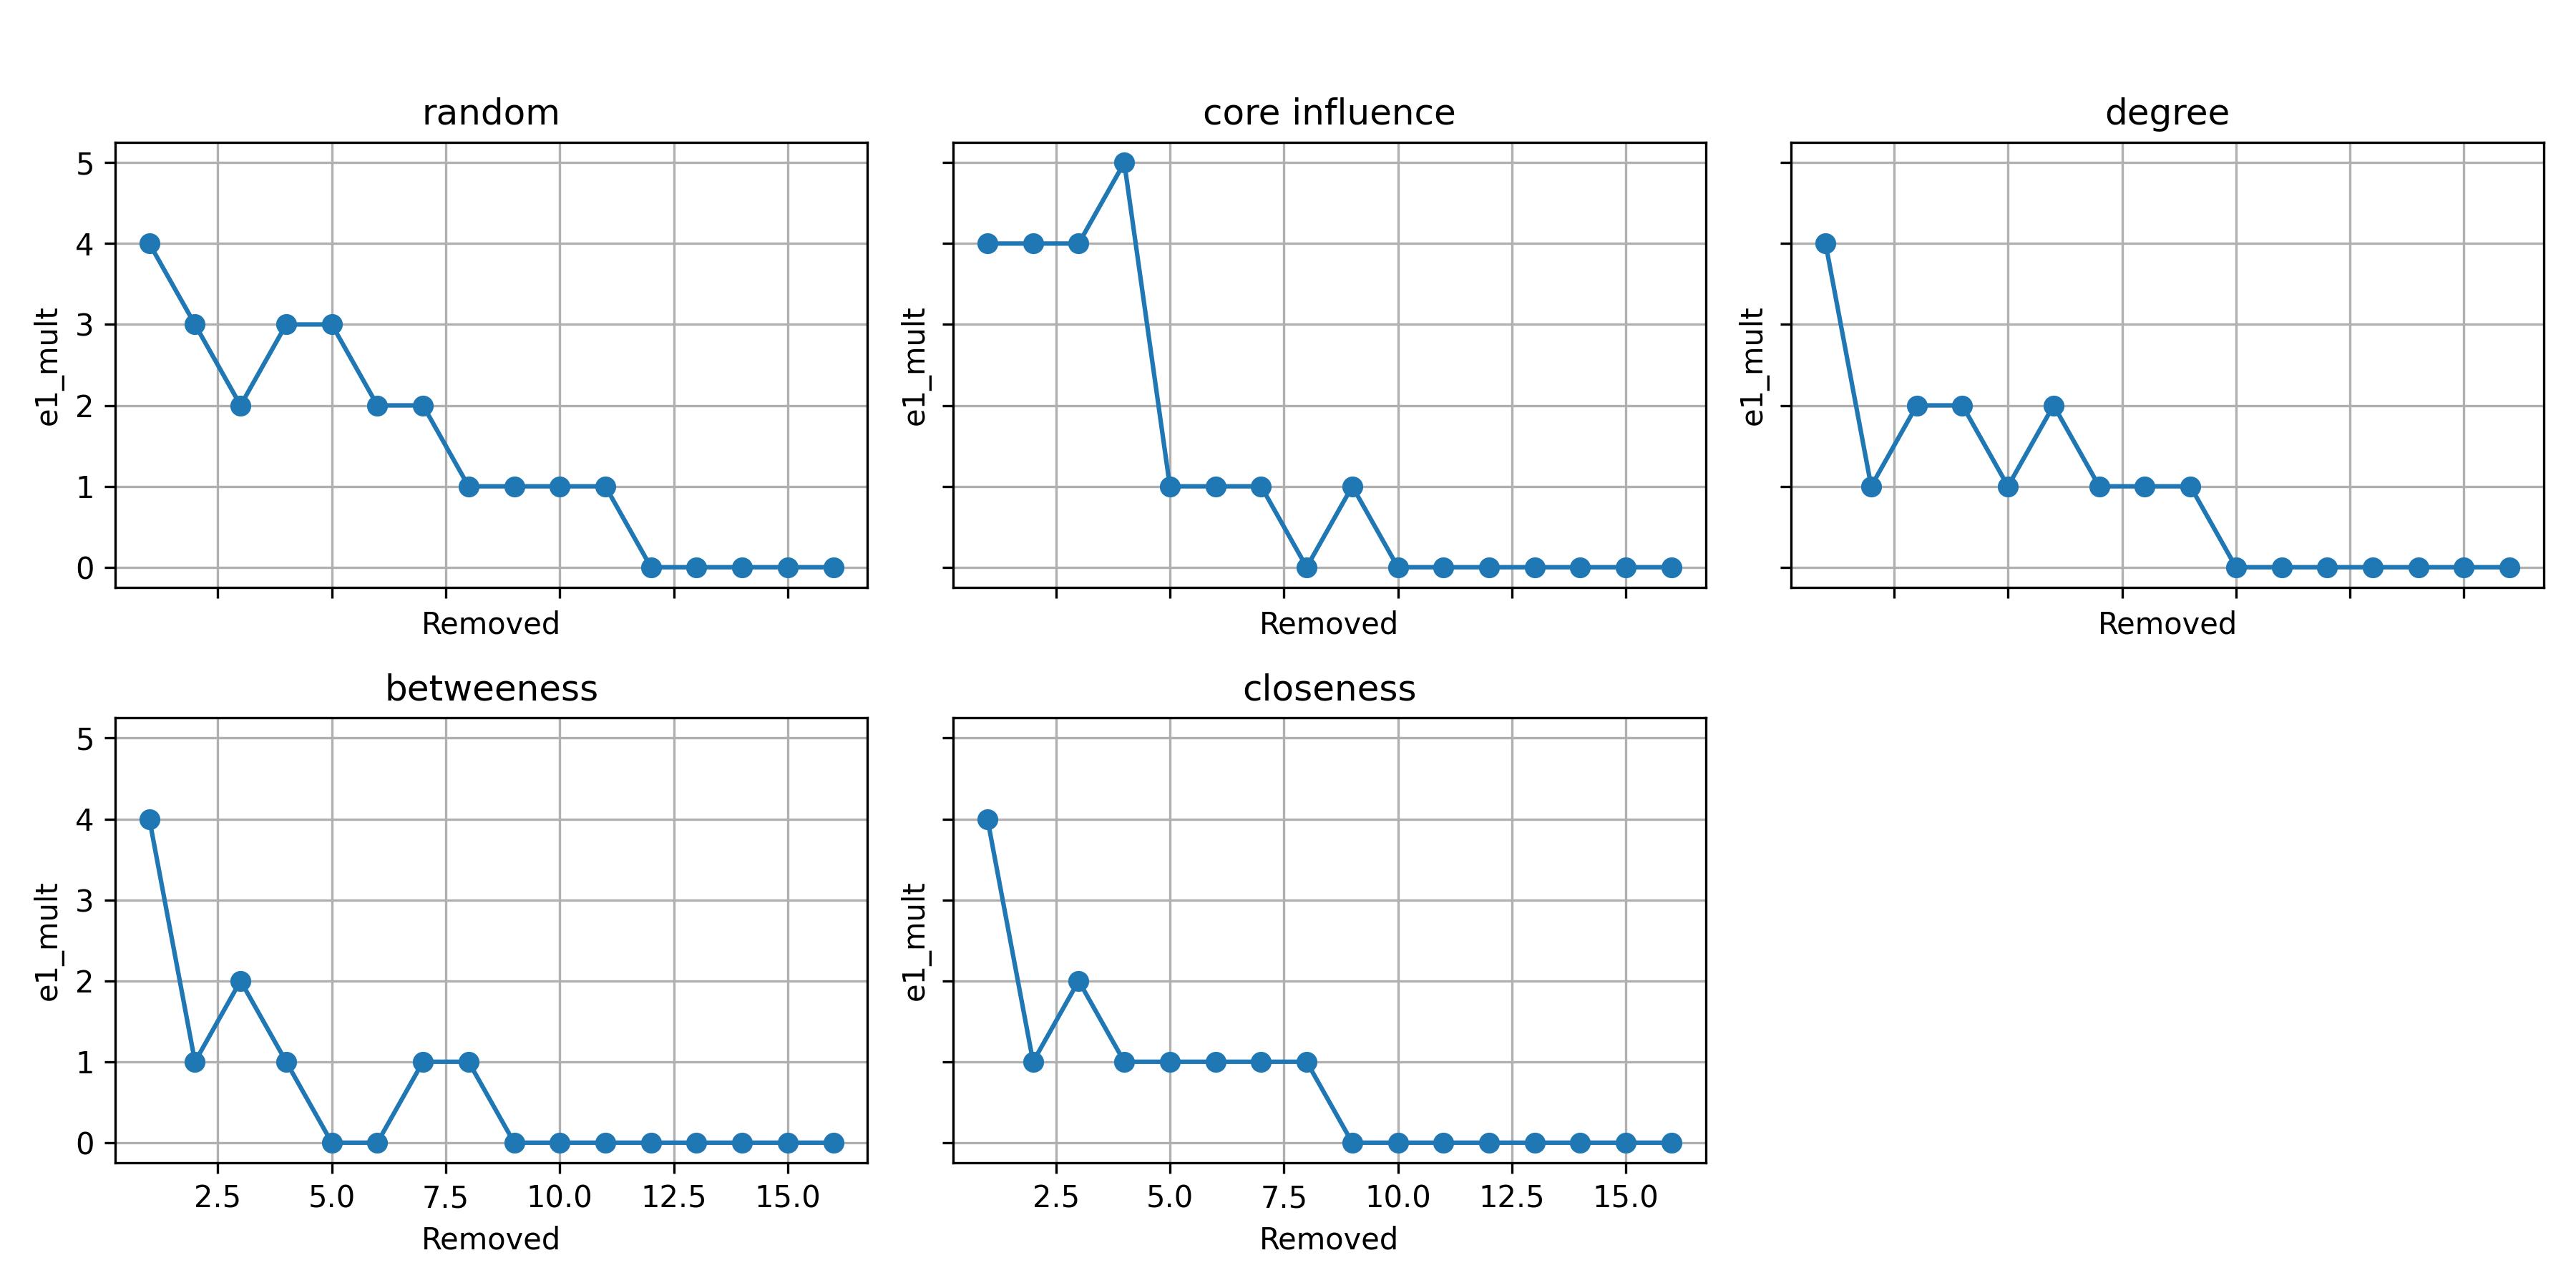 random
5
4
3
2
1
0
e1_mult
Removed
core influence
e1_mult
Removed
degree
e1_mult
Removed
betweeness
5
4
3
2
1
0
e1_mult
2.5 5.0 7.5 10.0 12.5 15.0
Removed
closeness
e1_mult
2.5 5.0 7.5 10.0 12.5 15.0
Removed